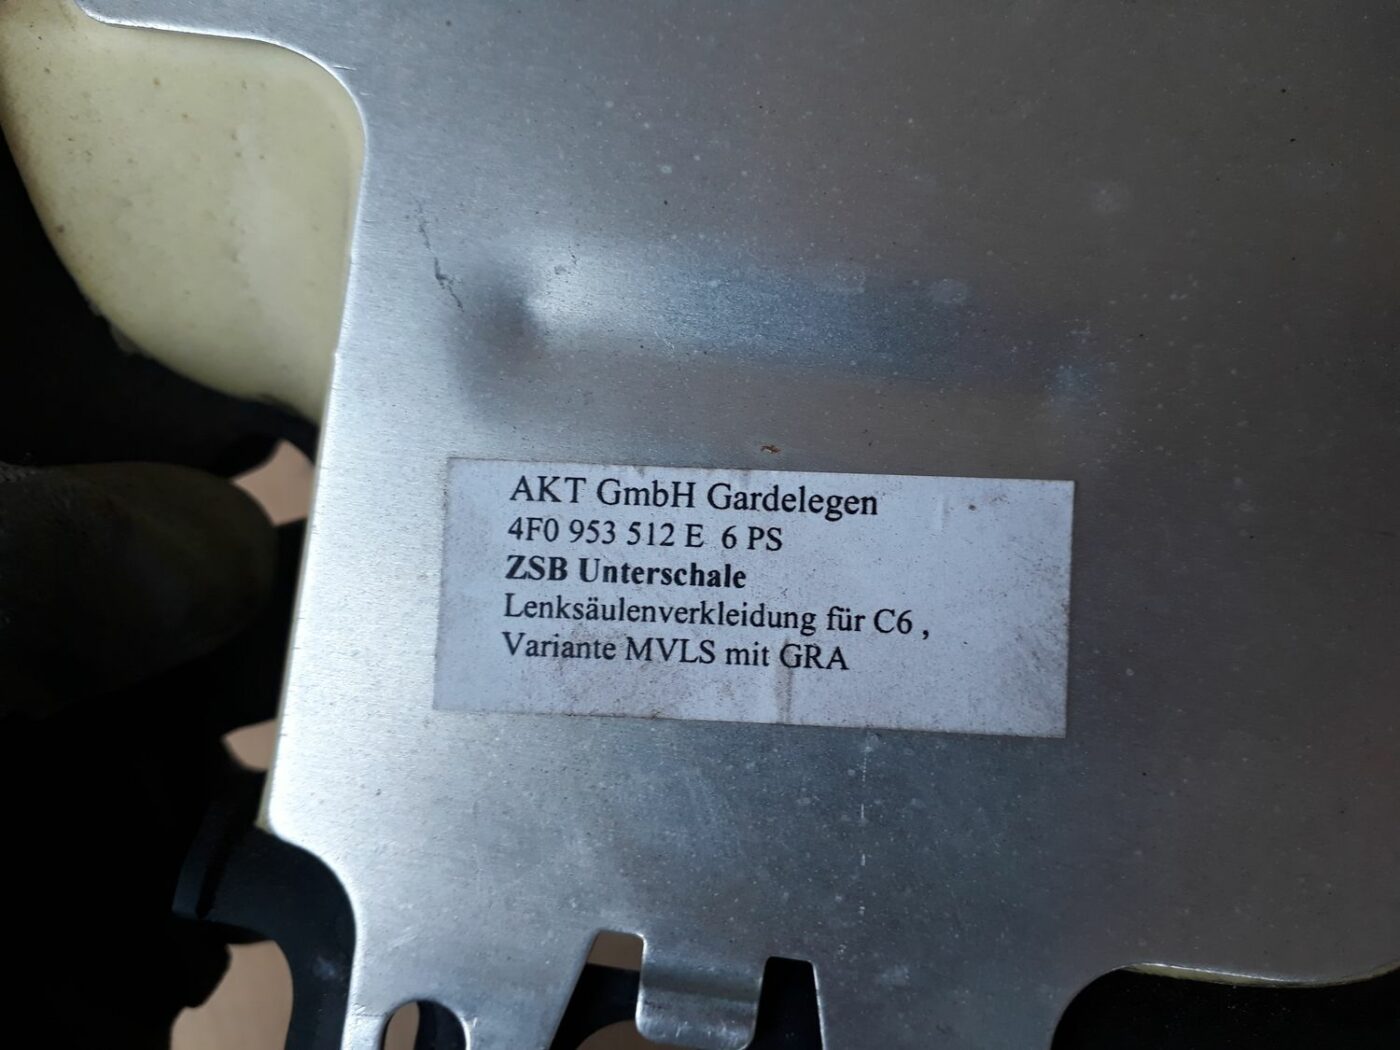 AKT GmbH Gardelegen
4F0 953 512 E 6 PS
ZSB Unterschale
Lenksäulenverkleidung für C6 ,
Variante MVLS mit GRA